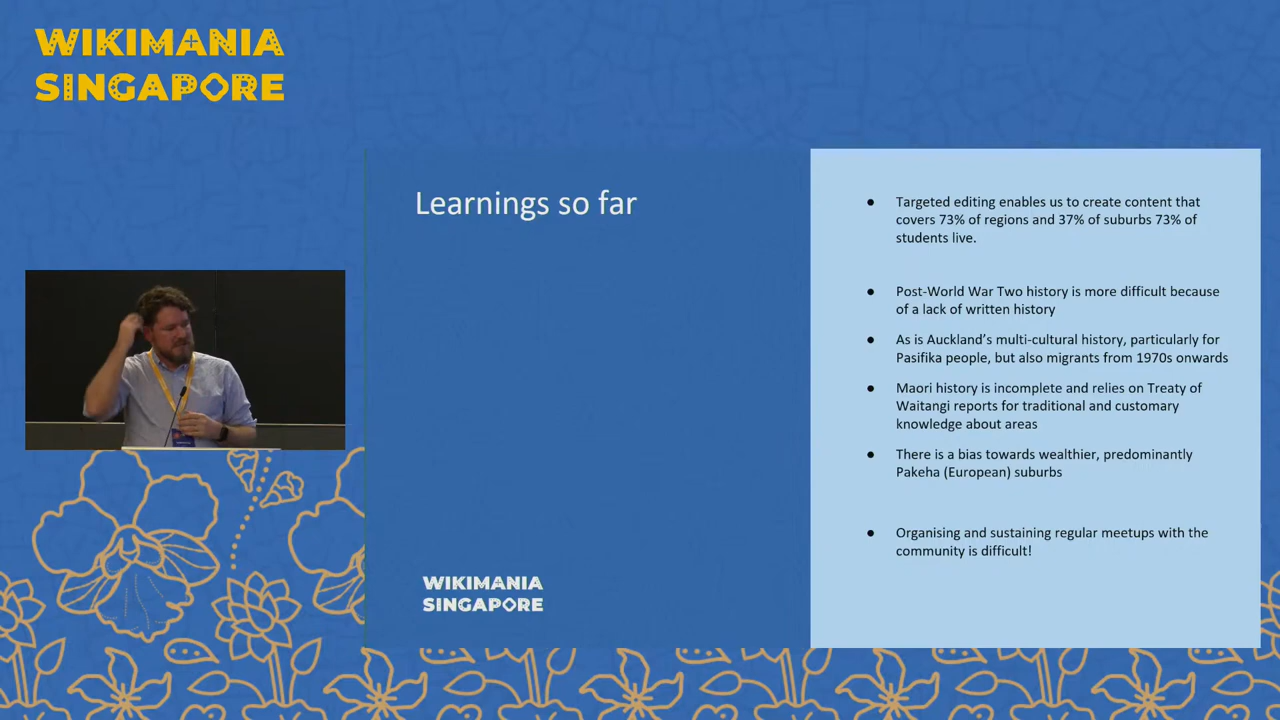 WIKIMANIA
SINGAPORE
Learnings so far
● Targeted editing enables us to create content that
covers 73% of regions and 37% of suburbs 73% of
students live.
● Post-World War Two history is more difficult because
of a lack of written history
● As is Auckland’s multi-cultural history, particularly for
Pasifika people, but also migrants from 1970s onwards
● Maori history is incomplete and relies on Treaty of
Waitangi reports for traditional and customary
knowledge about areas
● There is a bias towards wealthier, predominantly
Pakeha (European) suburbs
● Organising and sustaining regular meetups with the
community is difficult!
WIKIMANIA
SINGAPORE